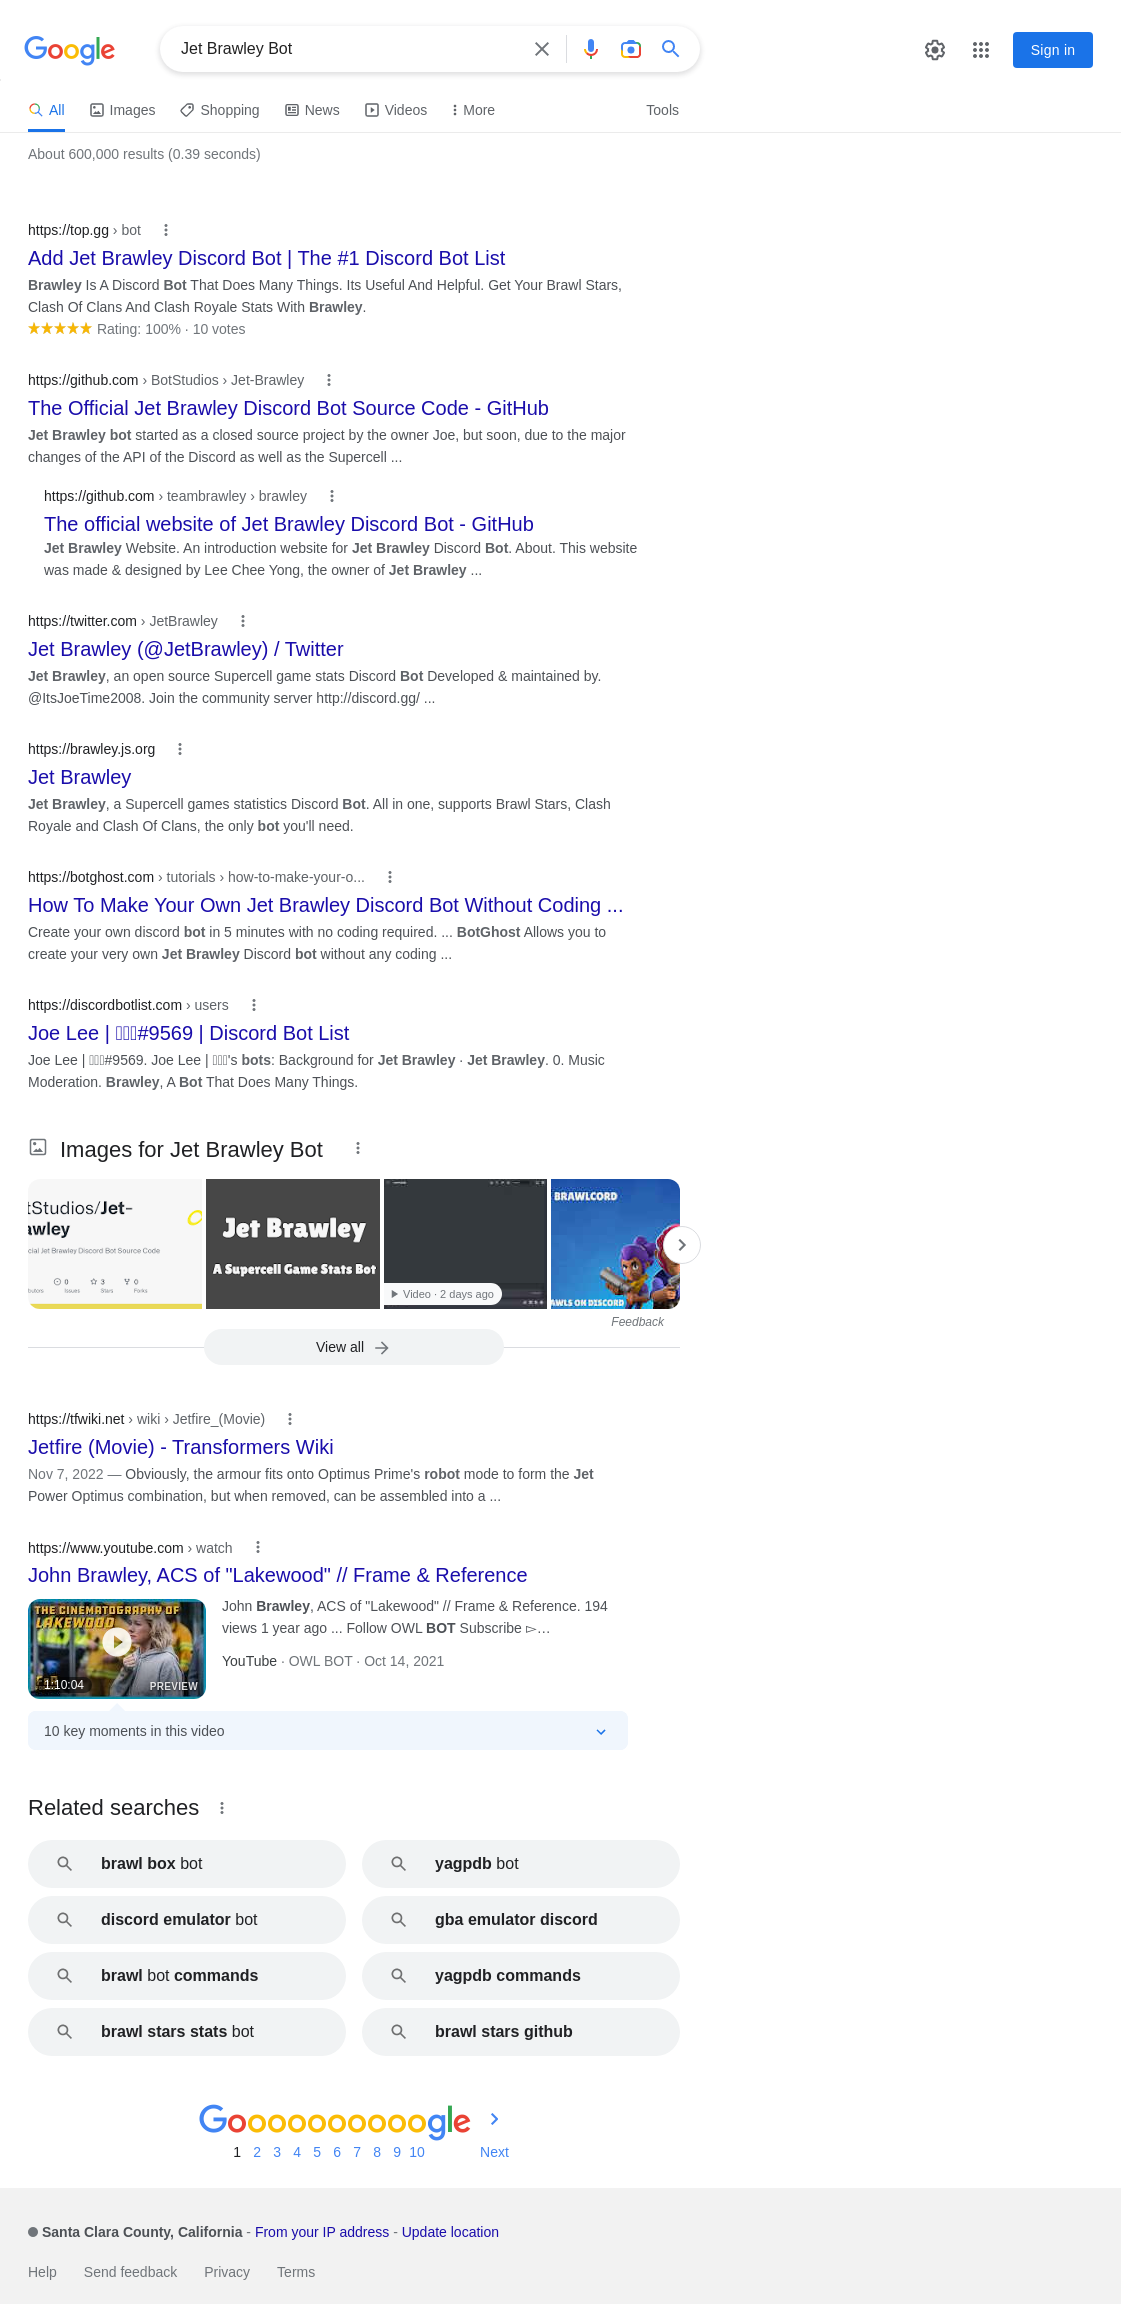 Google
Jet Brawley Bot
Sign in
All
Images
Shopping
News
Videos
More
Tools
About 600,000 results (0.39 seconds)
https://top.gg › bot
Add Jet Brawley Discord Bot | The #1 Discord Bot List
Brawley Is A Discord Bot That Does Many Things. Its Useful And Helpful. Get Your Brawl Stars,
Clash Of Clans And Clash Royale Stats With Brawley.
Rating: 100% · 10 votes
https://github.com › BotStudios › Jet-Brawley
The Official Jet Brawley Discord Bot Source Code - GitHub
Jet Brawley bot started as a closed source project by the owner Joe, but soon, due to the major
changes of the API of the Discord as well as the Supercell ...
https://github.com › teambrawley › brawley
The official website of Jet Brawley Discord Bot - GitHub
Jet Brawley Website. An introduction website for Jet Brawley Discord Bot. About. This website
was made & designed by Lee Chee Yong, the owner of Jet Brawley ...
https://twitter.com › JetBrawley
Jet Brawley (@JetBrawley) / Twitter
Jet Brawley, an open source Supercell game stats Discord Bot Developed & maintained by.
@ItsJoeTime2008. Join the community server http://discord.gg/ ...
https://brawley.js.org
Jet Brawley
Jet Brawley, a Supercell games statistics Discord Bot. All in one, supports Brawl Stars, Clash
Royale and Clash Of Clans, the only bot you'll need.
https://botghost.com › tutorials › how-to-make-your-o...
How To Make Your Own Jet Brawley Discord Bot Without Coding ...
Create your own discord bot in 5 minutes with no coding required. ... BotGhost Allows you to
create your very own Jet Brawley Discord bot without any coding ...
https://discordbotlist.com › users
Joe Lee | #9569 | Discord Bot List
Joe Lee | #9569. Joe Lee | 's bots: Background for Jet Brawley · Jet Brawley. 0. Music
Moderation. Brawley, A Bot That Does Many Things.
Images for Jet Brawley Bot
tStudios/Jet-
awley
cial Jet Brawley Discord Bot Source Code
0
3
0
Issues
Stars
Forks
Jet Brawley
A Supercell Game Stats Bot
Video · 2 days ago
BRAWLCORD
AWLS ON DISCORD
Feedback
View all
https://tfwiki.net › wiki › Jetfire_(Movie)
Jetfire (Movie) - Transformers Wiki
Nov 7, 2022 — Obviously, the armour fits onto Optimus Prime's robot mode to form the Jet
Power Optimus combination, but when removed, can be assembled into a ...
https://www.youtube.com › watch
John Brawley, ACS of "Lakewood" // Frame & Reference
THE CINEMATOGRAPHY OF
LAKEWOOD
1:10:04
PREVIEW
John Brawley, ACS of "Lakewood" // Frame & Reference. 194
views 1 year ago ... Follow OWL BOT Subscribe ▻…
YouTube · OWL BOT · Oct 14, 2021
10 key moments in this video
Related searches
brawl box bot
yagpdb bot
discord emulator bot
gba emulator discord
brawl bot commands
yagpdb commands
brawl stars stats bot
brawl stars github
Goooooooooogle
1 2 3 4 5 6 7 8 9 10 Next
Santa Clara County, California - From your IP address - Update location
Help
Send feedback
Privacy
Terms